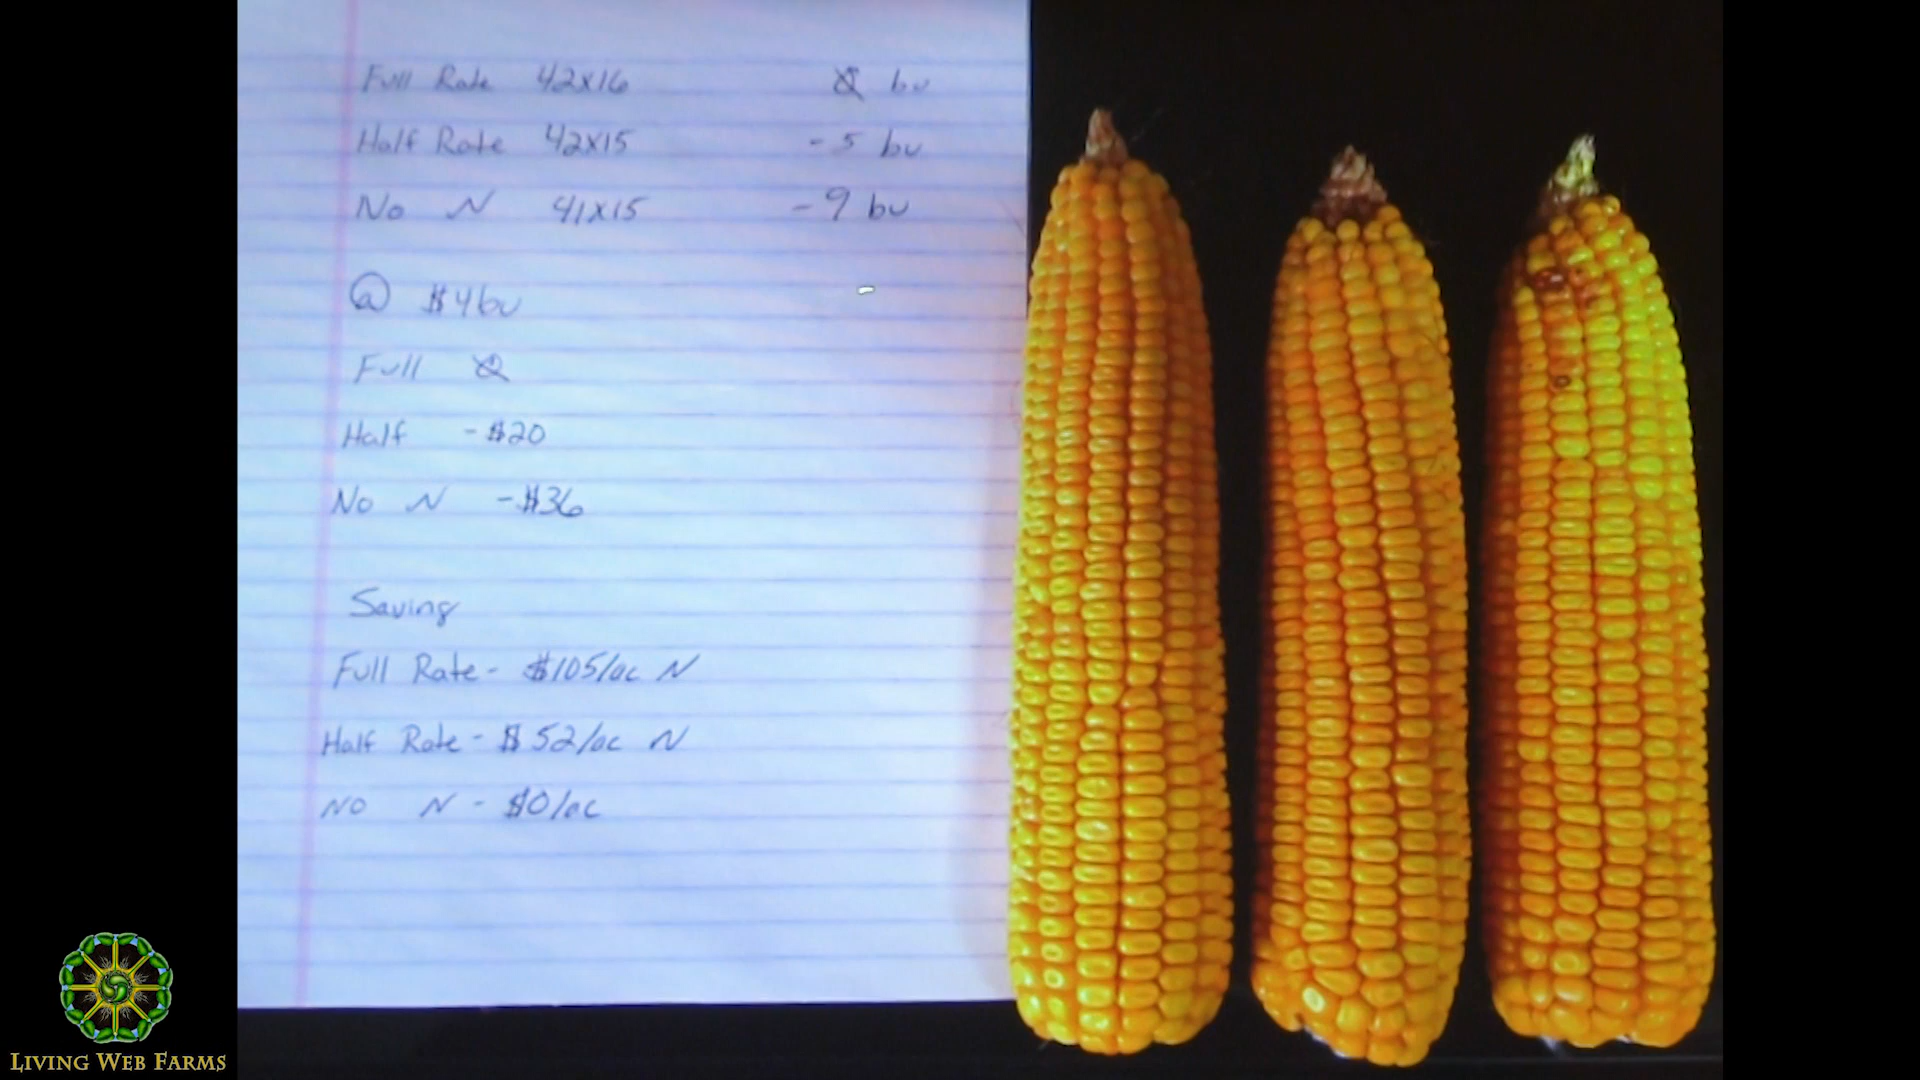 Full Rate 42x16 Ø bu
Half Rate 42x15 - 5 bu
No N 41x15 - 9 bu
@ $4bu
Full Ø
Half - $20
No N - $36
Saving
Full Rate - $105/ac N
Half Rate - $52/ac N
No N - $0/ac
LIVING WEB FARMS